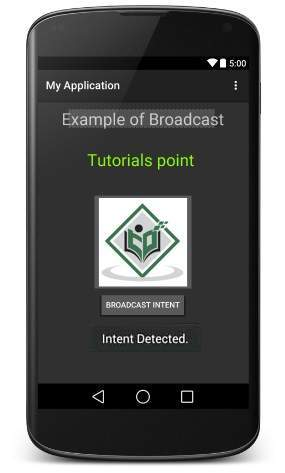 5:00
My Application
Example of Broadcast
Tutorials point
BROADCAST INTENT
Intent Detected.